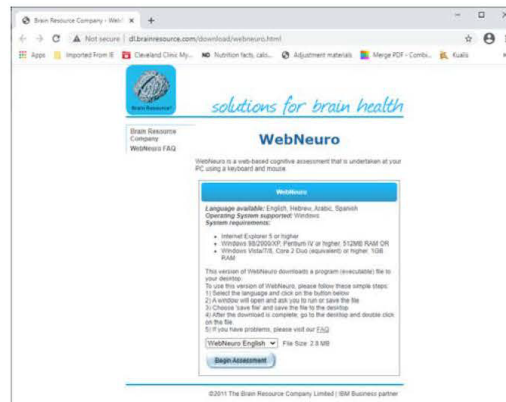 Brain Resource Company - Web
Not secure | dl.brainresource.com/download/webneuro.html
Apps Imported From IE Cleveland Clinic My... Nutrition facts, calo... Adjustment materials Merge PDF - Combi... Kualis
Brain Resource
solutions for brain health
Brain Resource
Company
WebNeuro FAQ
WebNeuro
WebNeuro is a web-based cognitive assessment that is undertaken at your
PC using a keyboard and mouse
WebNeuro
Language available: English, Hebrew, Arabic, Spanish
Operating System supported: Windows
System requirements:
• Internet Explorer 5 or higher
• Windows 98/2000/XP, Pentium IV or higher, 512MB RAM OR
• Windows Vista/7/8, Core 2 Duo (equivalent) or higher, 1GB
RAM
This version of WebNeuro downloads a program (executable) file to
your desktop.
To use this version of WebNeuro, please follow these simple steps:
1) Select the language and click on the button below
2) A window will open and ask you to run or save the file
3) Choose 'save file' and save the file to the desktop.
4) After the download is complete, go to the desktop and double click
on the file.
5) If you have problems, please visit our FAQ
WebNeuro English File Size: 2.8 MB
Begin Assessment
©2011 The Brain Resource Company Limited | IBM Business partner